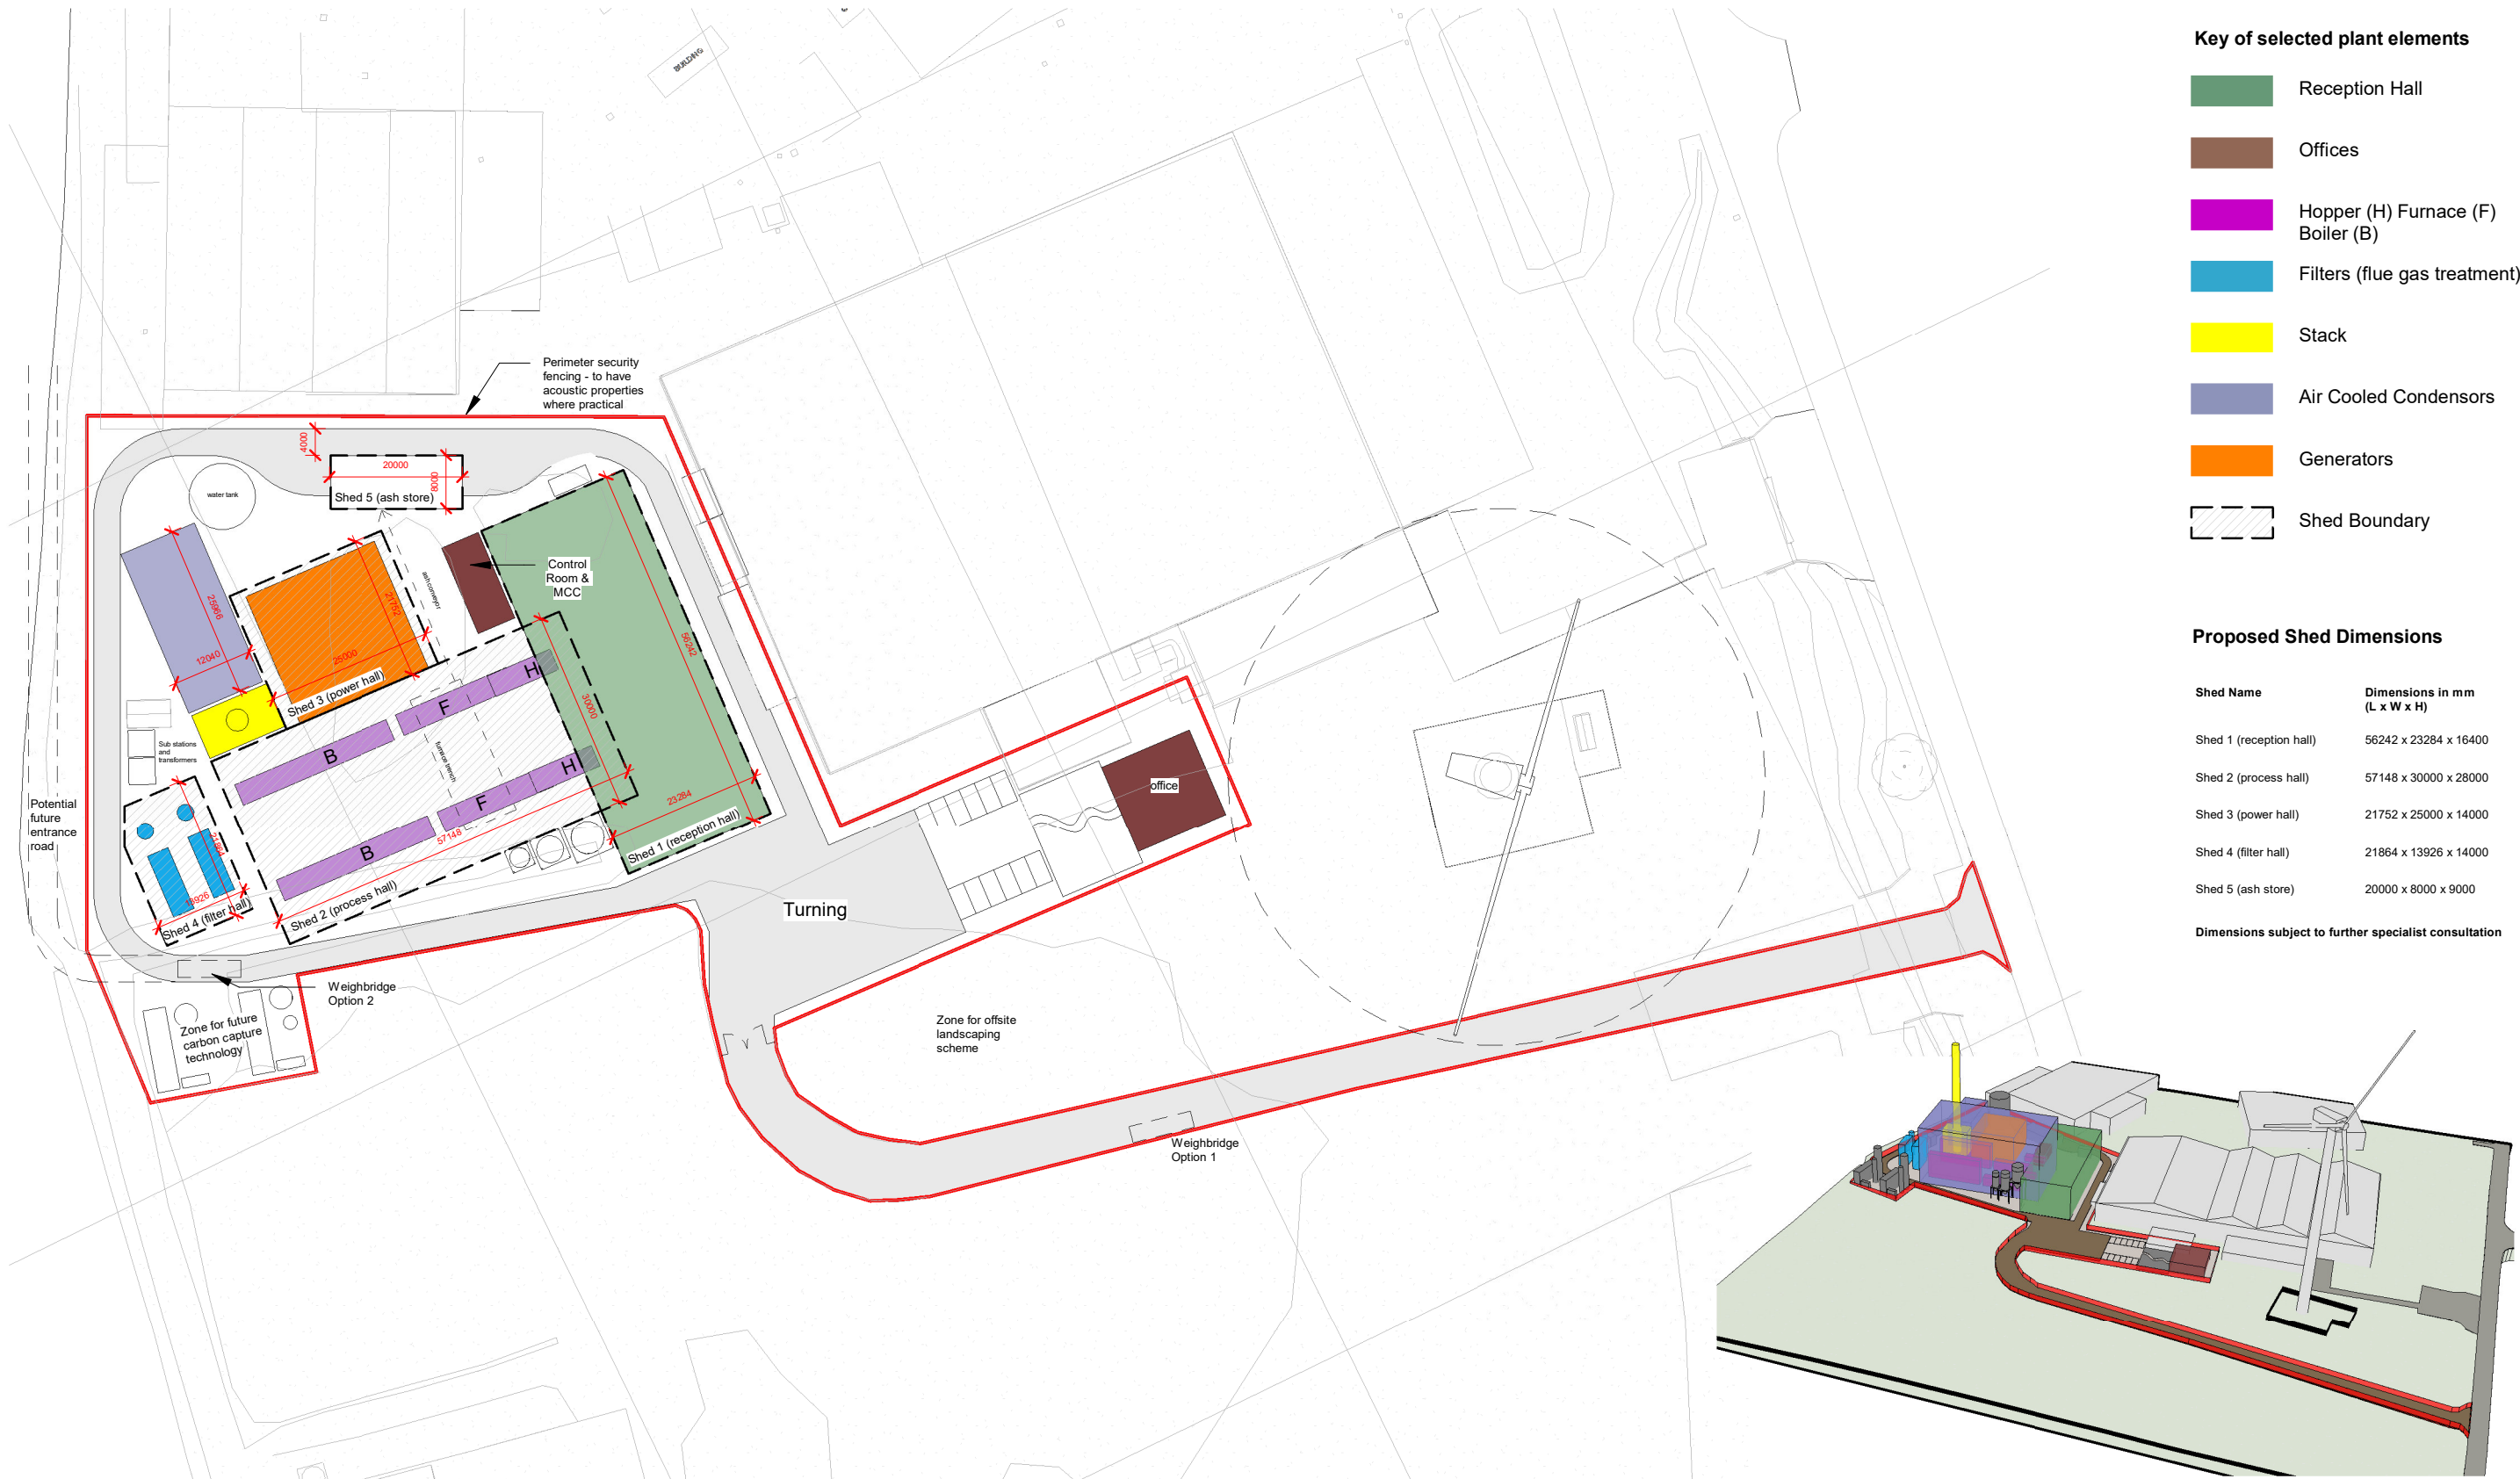 BUILDING
Perimeter security
fencing - to have
acoustic properties
where practical
4000
20000
8000
Shed 5 (ash store)
water tank
Control
Room &
MCC
ash conveyor
25966
12040
21752
25000
Shed 3 (power hall)
56242
30000
23284
Shed 1 (reception hall)
H
F
B
H
F
B
furnace trench
57148
Shed 2 (process hall)
Sub stations
and
transformers
21864
13926
Shed 4 (filter hall)
Potential
future
entrance
road
Weighbridge
Option 2
Zone for future
carbon capture
technology
Turning
office
Zone for offsite
landscaping
scheme
Weighbridge
Option 1
Key of selected plant elements
Reception Hall
Offices
Hopper (H) Furnace (F)
Boiler (B)
Filters (flue gas treatment)
Stack
Air Cooled Condensors
Generators
Shed Boundary
Proposed Shed Dimensions
Shed Name Dimensions in mm
(L x W x H)
Shed 1 (reception hall) 56242 x 23284 x 16400
Shed 2 (process hall) 57148 x 30000 x 28000
Shed 3 (power hall) 21752 x 25000 x 14000
Shed 4 (filter hall) 21864 x 13926 x 14000
Shed 5 (ash store) 20000 x 8000 x 9000
Dimensions subject to further specialist consultation